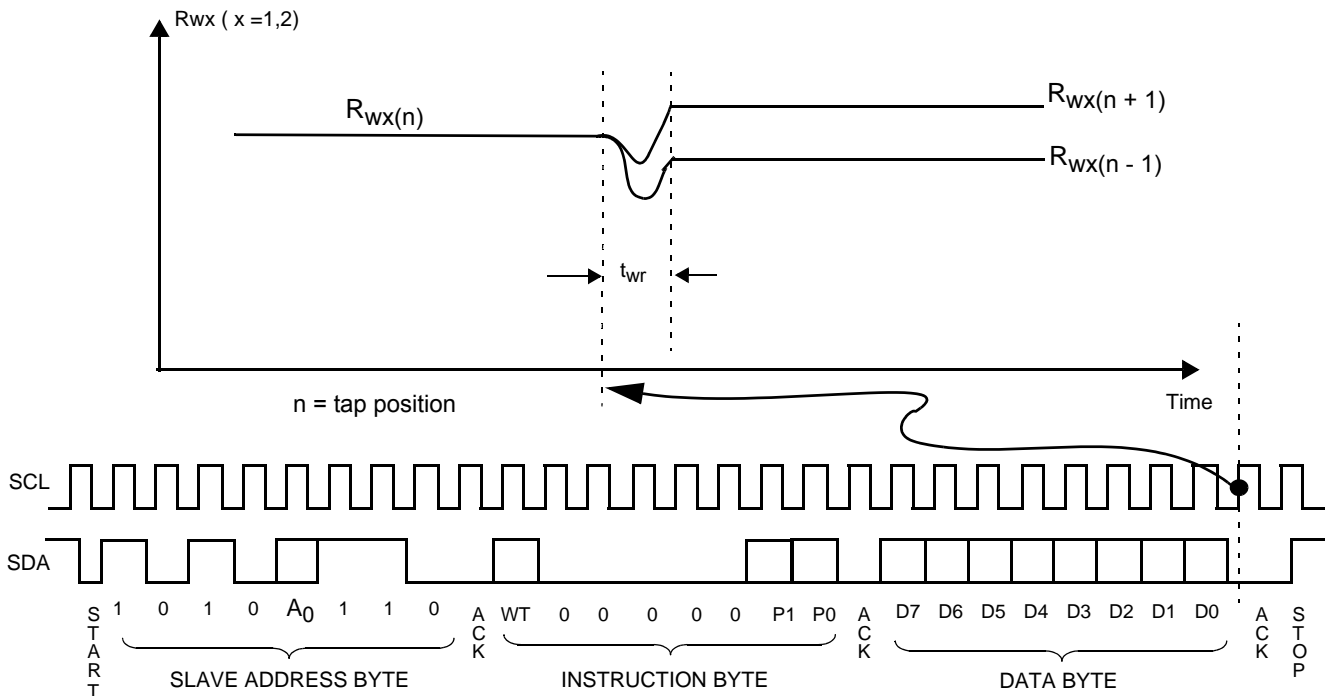 Rwx ( x =1,2)
Rwx(n)
Rwx(n + 1)
Rwx(n - 1)
twr
n = tap position
Time
SCL
SDA
START 1 0 1 0 A0 1 1 0 ACK WT 0 0 0 0 0 P1 P0 ACK D7 D6 D5 D4 D3 D2 D1 D0 ACK STOP
SLAVE ADDRESS BYTE INSTRUCTION BYTE DATA BYTE